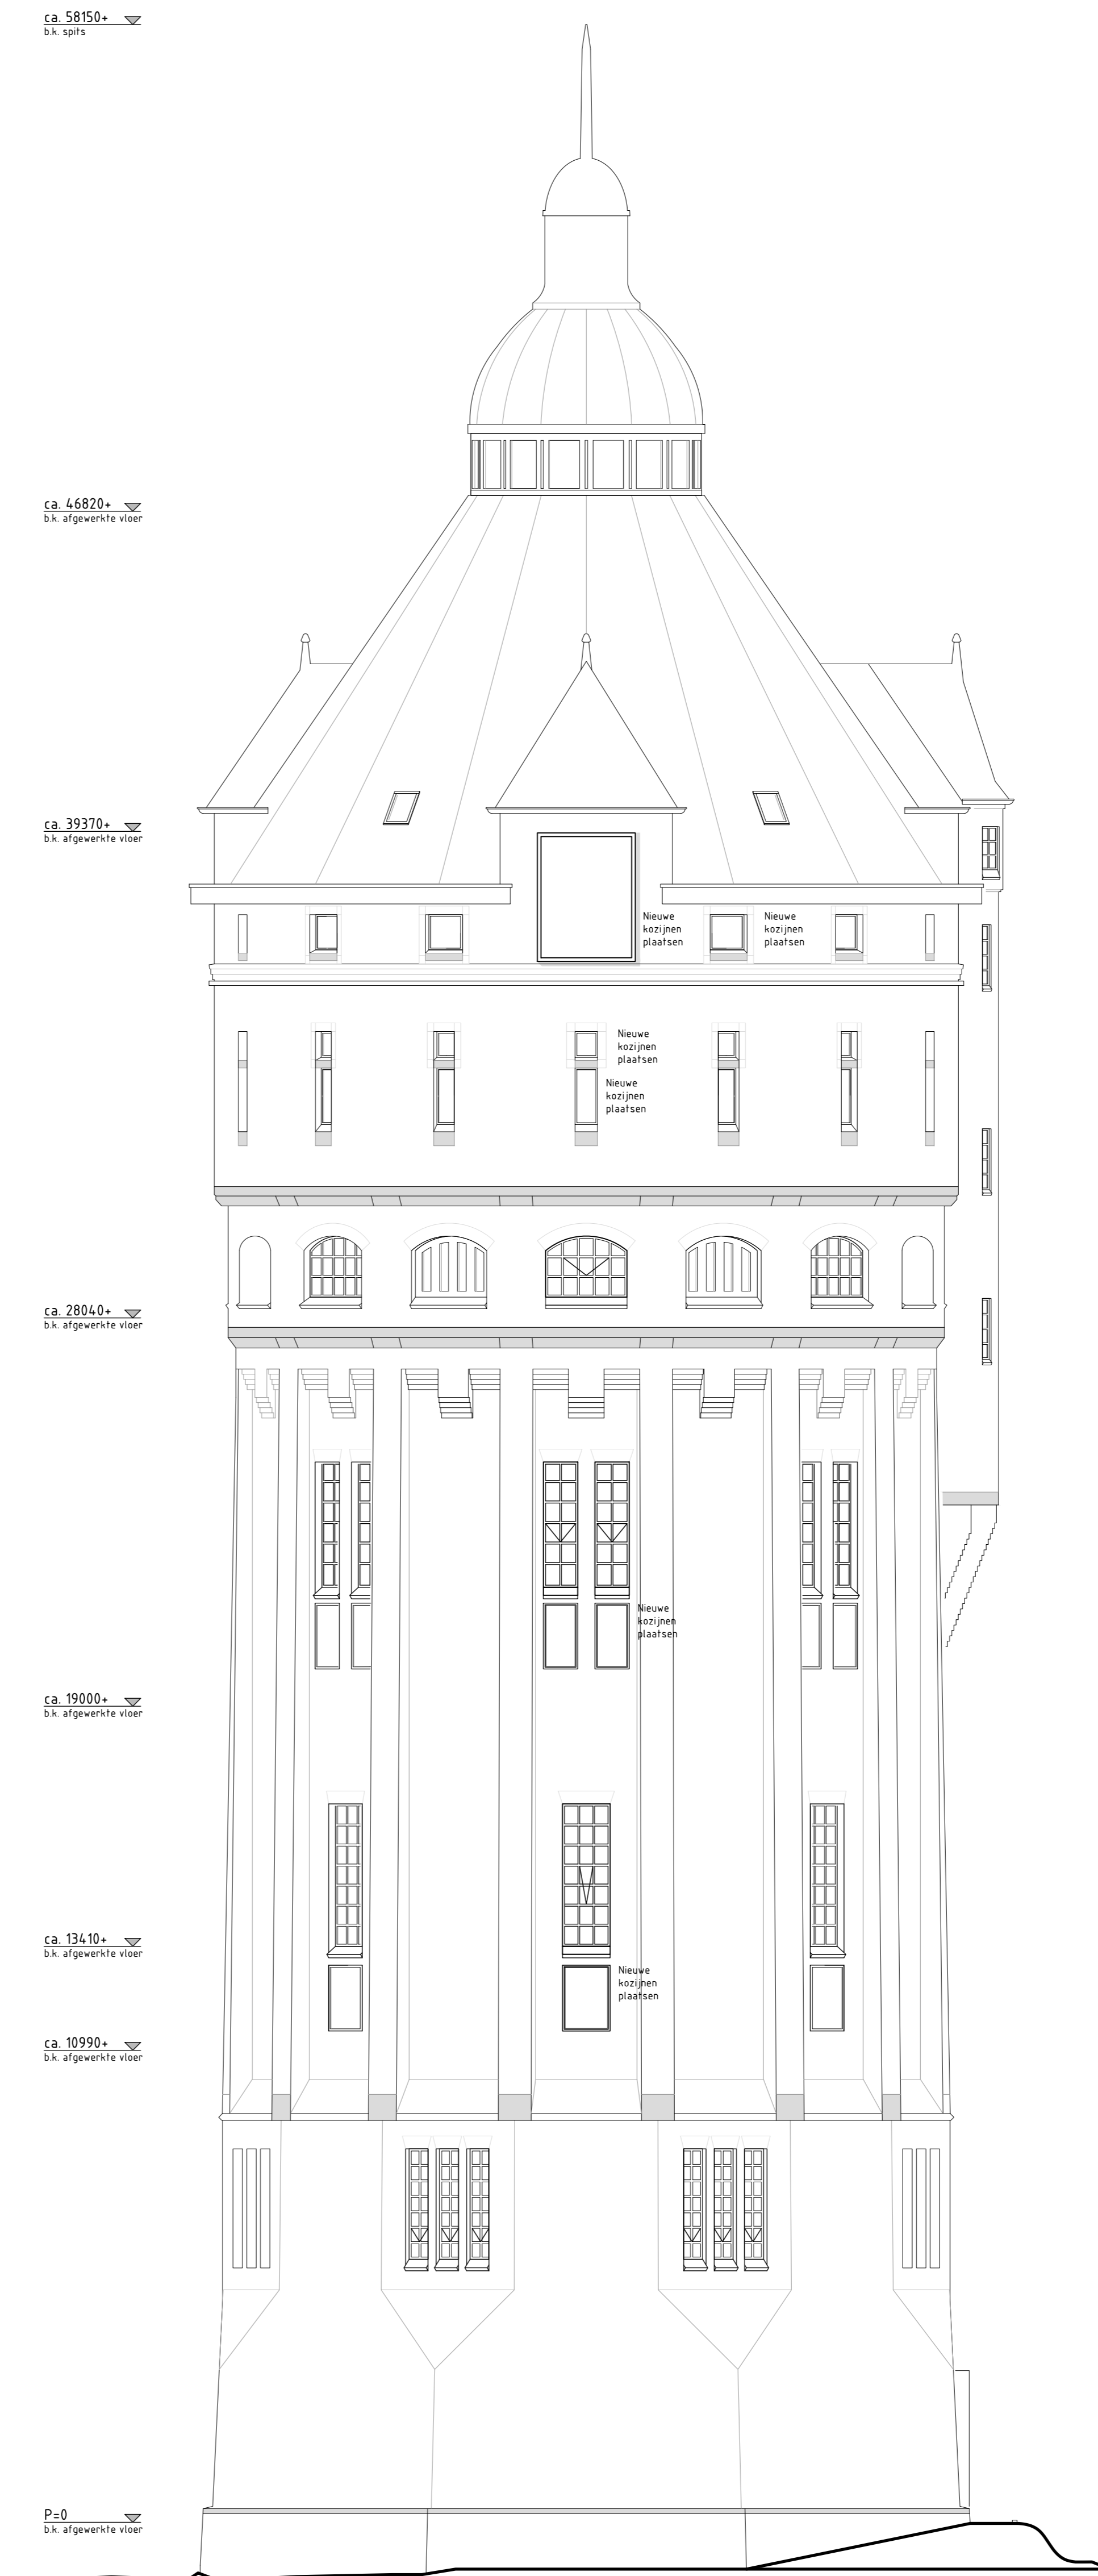 ca. 58150+
b.k. spits
ca. 46820+
b.k. afgewerkte vloer
ca. 39370+
b.k. afgewerkte vloer
Nieuwe
kozijnen
plaatsen
Nieuwe
kozijnen
plaatsen
Nieuwe
kozijnen
plaatsen
Nieuwe
kozijnen
plaatsen
ca. 28040+
b.k. afgewerkte vloer
Nieuwe
kozijnen
plaatsen
ca. 19000+
b.k. afgewerkte vloer
ca. 13410+
b.k. afgewerkte vloer
Nieuwe
kozijnen
plaatsen
ca. 10990+
b.k. afgewerkte vloer
P=0
b.k. afgewerkte vloer